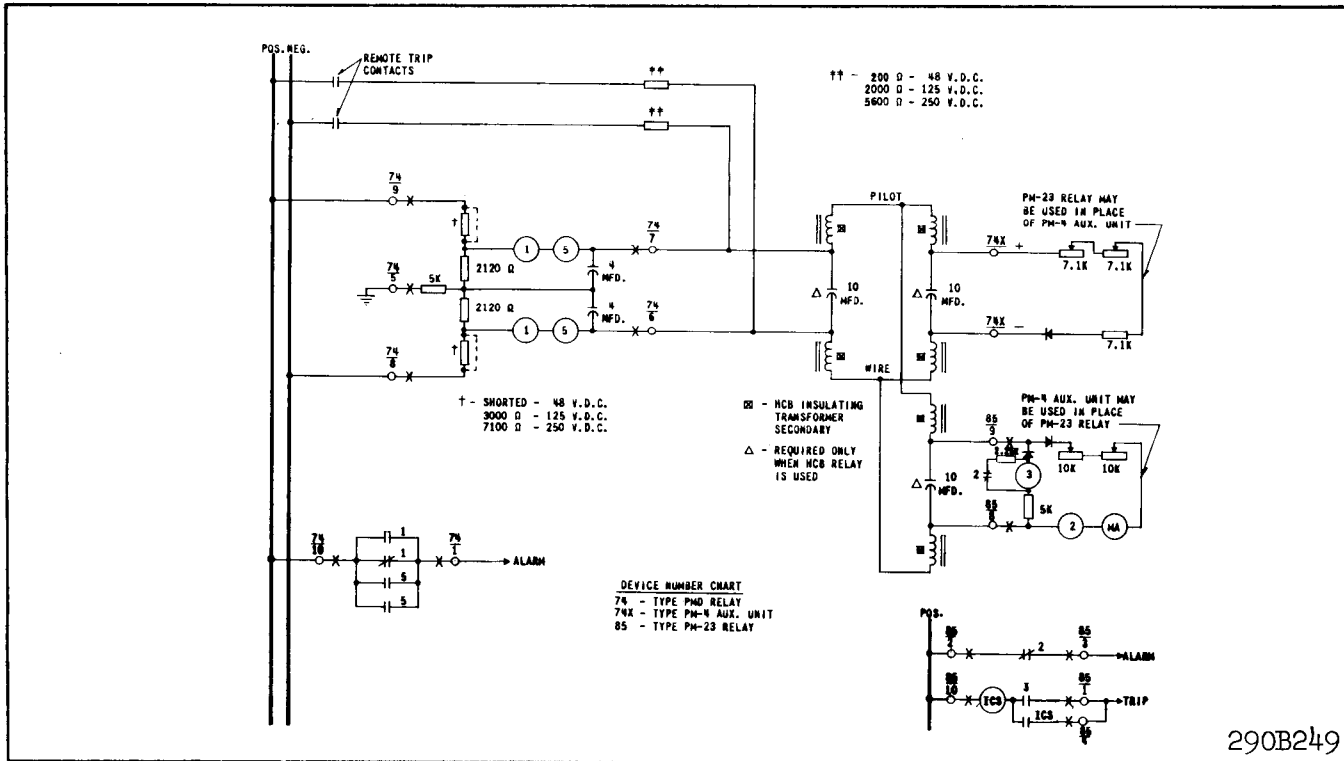 POS. NEG.
REMOTE TRIP
CONTACTS
**
**
** - 200 Ω - 48 V.D.C.
2000 Ω - 125 V.D.C.
5600 Ω - 250 V.D.C.
74
9
†
74
5
5K
2120 Ω
2120 Ω
1
5
1
5
4
MFD.
4
MFD.
74
7
74
6
†
74
8
† - SHORTED - 48 V.D.C.
3000 Ω - 125 V.D.C.
7100 Ω - 250 V.D.C.
PILOT
WIRE
Δ
10
MFD.
Δ
10
MFD.
74X +
74X -
7.1K
7.1K
7.1K
PM-23 RELAY MAY
BE USED IN PLACE
OF PM-4 AUX. UNIT
- HCB INSULATING
TRANSFORMER
SECONDARY
Δ - REQUIRED ONLY
WHEN HCB RELAY
IS USED
PM-4 AUX. UNIT MAY
BE USED IN PLACE
OF PM-23 RELAY
85
9
2
3
10K
10K
Δ
10
MFD.
5K
85
8
2
MA
74
10
1
1
5
5
74
1
ALARM
DEVICE NUMBER CHART
74 - TYPE PMD RELAY
74X - TYPE PM-4 AUX. UNIT
85 - TYPE PM-23 RELAY
POS.
85
2
2
85
3
ALARM
85
10
ICS
3
85
1
TRIP
ICS
85
4
290B249